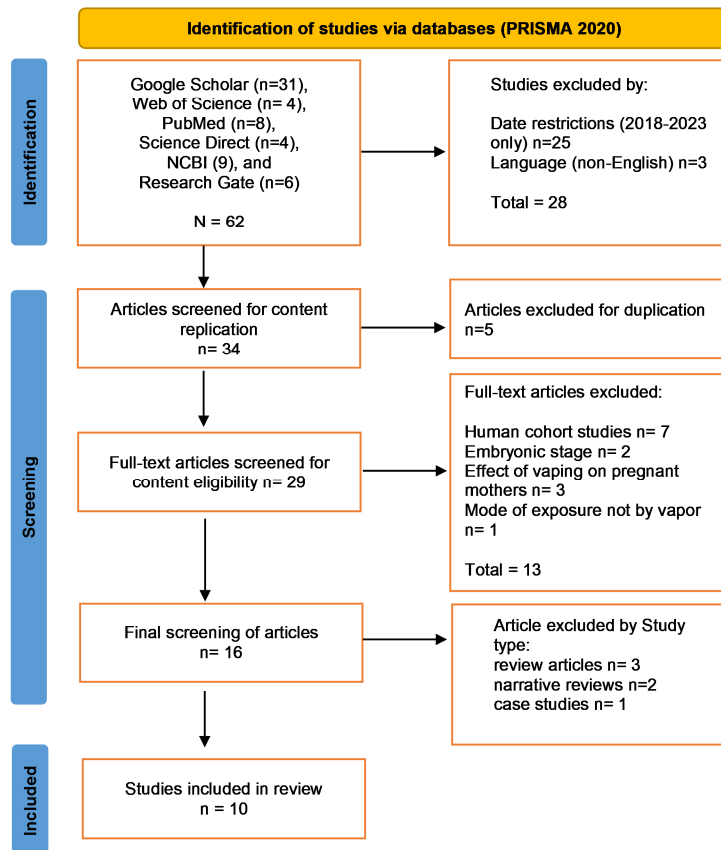 Identification of studies via databases (PRISMA 2020)
Identification
Google Scholar (n=31),
Web of Science (n= 4),
PubMed (n=8),
Science Direct (n=4),
NCBI (9), and
Research Gate (n=6)
N = 62
Studies excluded by:
Date restrictions (2018-2023
only) n=25
Language (non-English) n=3
Total = 28
Screening
Articles screened for content
replication
n= 34
Articles excluded for duplication
n=5
Full-text articles screened for
content eligibility n= 29
Full-text articles excluded:
Human cohort studies n= 7
Embryonic stage n= 2
Effect of vaping on pregnant
mothers n= 3
Mode of exposure not by vapor
n= 1
Total = 13
Final screening of articles
n= 16
Article excluded by Study
type:
review articles n= 3
narrative reviews n=2
case studies n= 1
Included
Studies included in review
n = 10